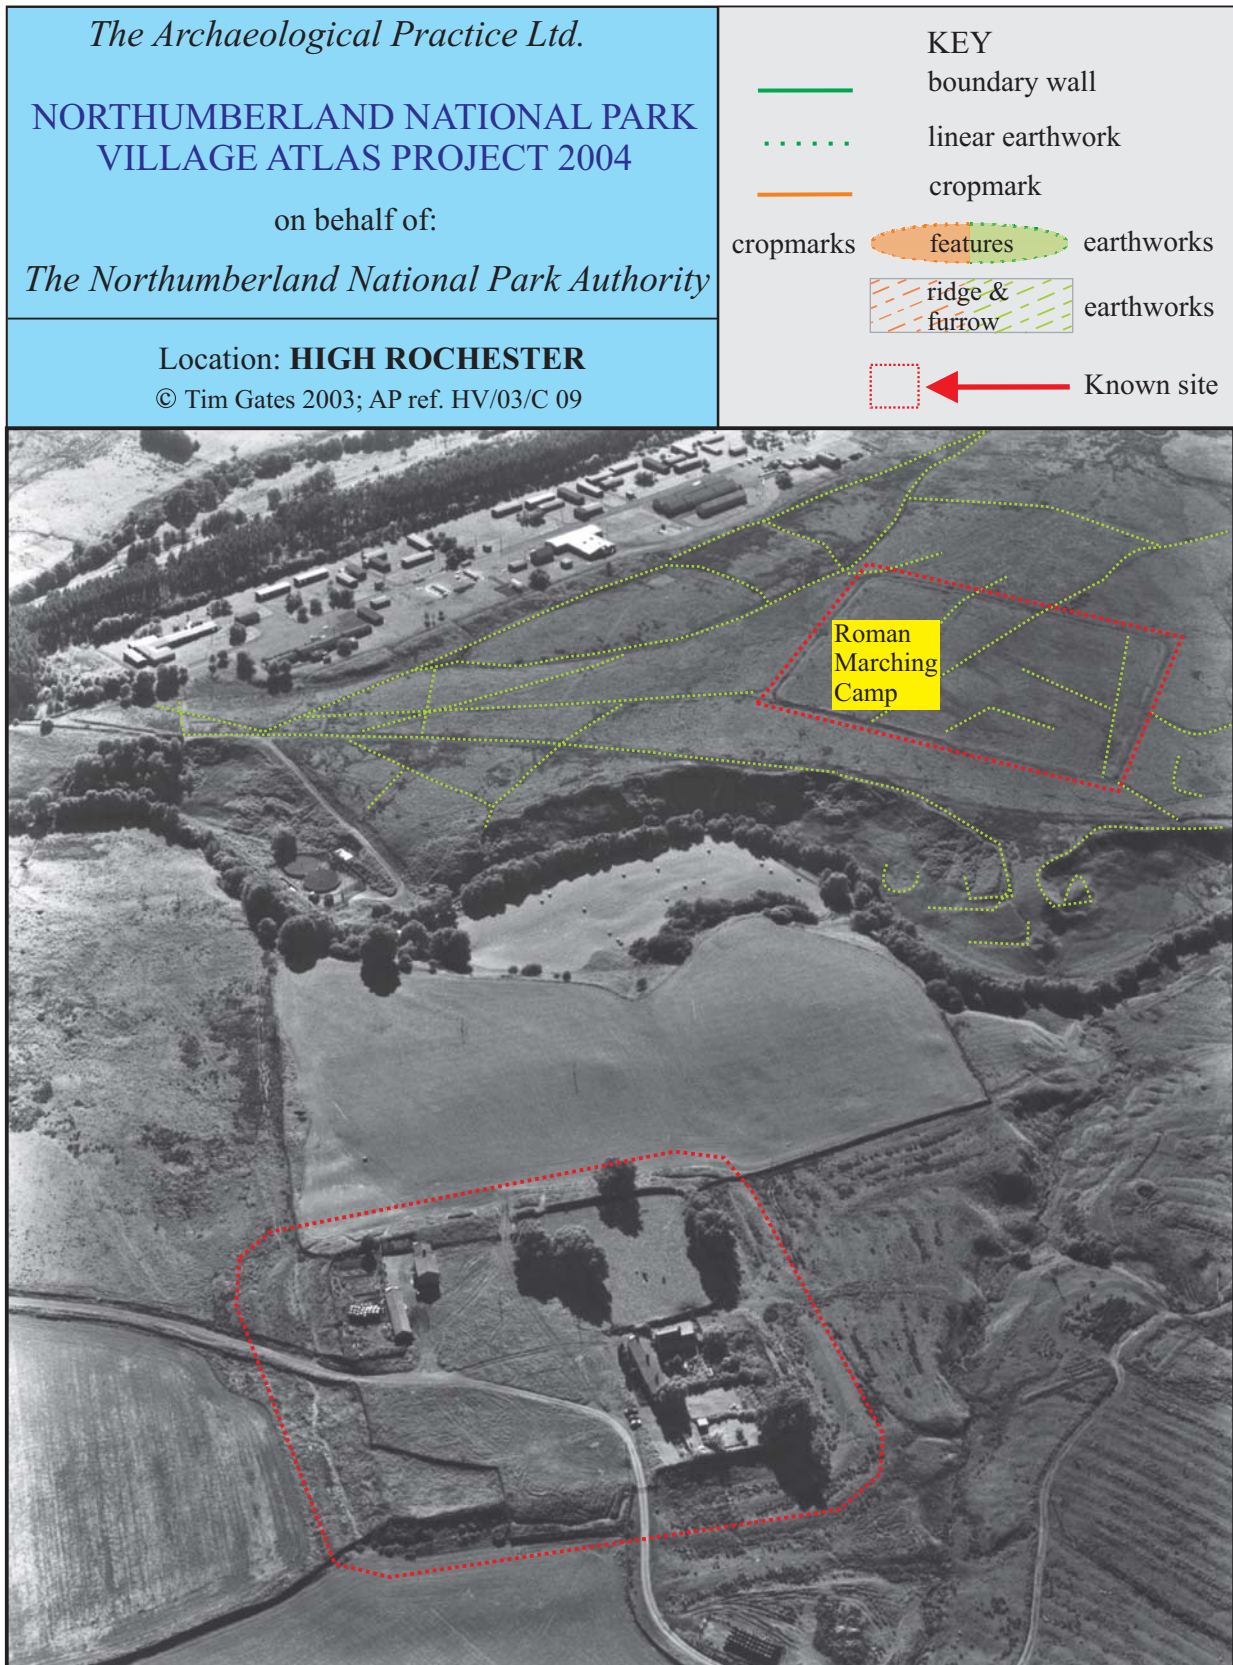 The Archaeological Practice Ltd.
NORTHUMBERLAND NATIONAL PARK
VILLAGE ATLAS PROJECT 2004
on behalf of:
The Northumberland National Park Authority
Location: HIGH ROCHESTER
© Tim Gates 2003; AP ref. HV/03/C 09
KEY
boundary wall
linear earthwork
cropmark
cropmarks features earthworks
ridge &
furrow
earthworks
Known site
Roman
Marching
Camp